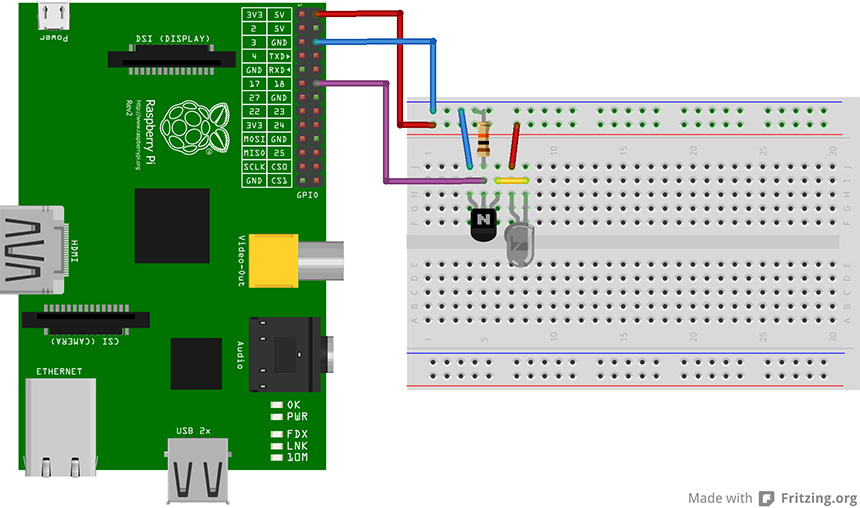 Power
DSI (DISPLAY)
3V3 5V
2 5V
3 GND
4 TXD▸
GND RXD◂
17 18
27 GND
22 23
3V3 24
MOSI GND
MISO 25
SCLK CS0
GND CS1
GPIO
Raspberry Pi
Rev2
http://www.raspberrypi.org
HDMI
Video-Out
CSI (CAMERA)
Audio
ETHERNET
USB 2x
OK
PWR
FDX
LNK
10M
1 5 10 15 20 25 30
J
I
H
G
F
N
E
D
C
B
A
1 5 10 15 20 25 30
J
I
H
G
F
E
D
C
B
A
Made with Fritzing.org